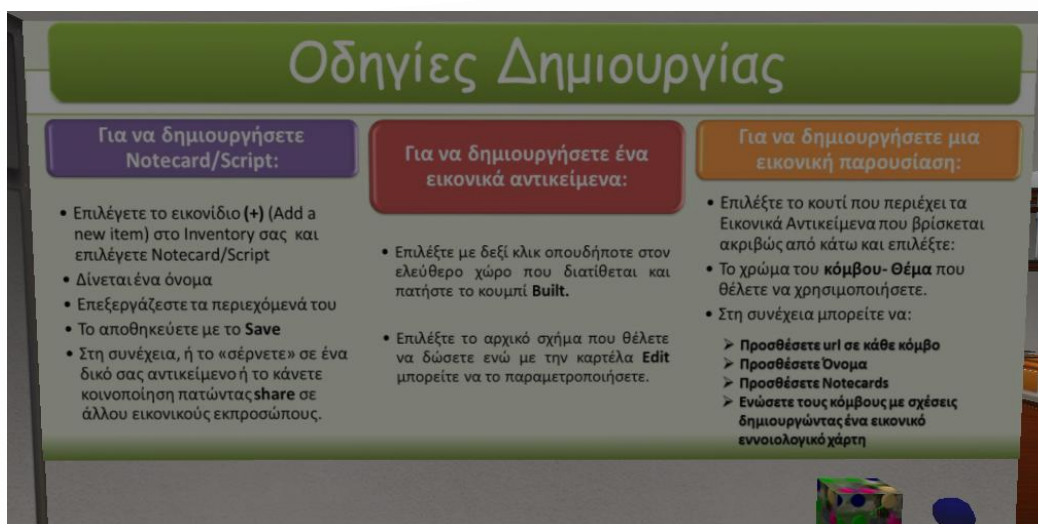 Οδηγίες Δημιουργίας
Για να δημιουργήσετε
Notecard/Script:
• Επιλέγετε το εικονίδιο (+) (Add a
new item) στο Inventory σας και
επιλέγετε Notecard/Script
• Δίνεται ένα όνομα
• Επεξεργάζεστε τα περιεχόμενά του
• Το αποθηκεύετε με το Save
• Στη συνέχεια, ή το «σέρνετε» σε ένα
δικό σας αντικείμενο ή το κάνετε
κοινοποίηση πατώντας share σε
άλλου εικονικούς εκπροσώπους.
Για να δημιουργήσετε ένα
εικονικά αντικείμενα:
• Επιλέξτε με δεξί κλικ οπουδήποτε στον
ελεύθερο χώρο που διατίθεται και
πατήστε το κουμπί Built.
• Επιλέξτε το αρχικό σχήμα που θέλετε
να δώσετε ενώ με την καρτέλα Edit
μπορείτε να το παραμετροποιήσετε.
Για να δημιουργήσετε μια
εικονική παρουσίαση:
• Επιλέξτε το κουτί που περιέχει τα
Εικονικά Αντικείμενα που βρίσκεται
ακριβώς από κάτω και επιλέξτε:
• Το χρώμα του κόμβου- Θέμα που
θέλετε να χρησιμοποιήσετε.
• Στη συνέχεια μπορείτε να:
➢ Προσθέσετε url σε κάθε κόμβο
➢ Προσθέσετε Όνομα
➢ Προσθέσετε Notecards
➢ Ενώσετε τους κόμβους με σχέσεις
δημιουργώντας ένα εικονικό
εννοιολογικό χάρτη